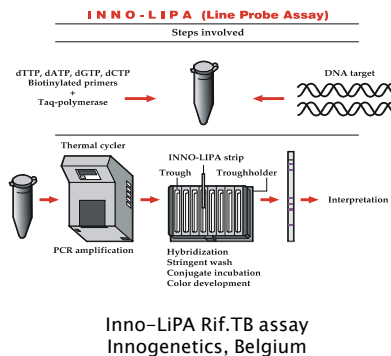 INNO-LIPA (Line Probe Assay)
Steps involved
dTTP, dATP, dGTP, dCTP
Biotinylated primers
+
Taq-polymerase
DNA target
Thermal cycler
INNO-LIPA strip
Trough
Troughholder
Interpretation
PCR amplification
Hybridization
Stringent wash
Conjugate incubation
Color development
Inno-LiPA Rif.TB assay
Innogenetics, Belgium